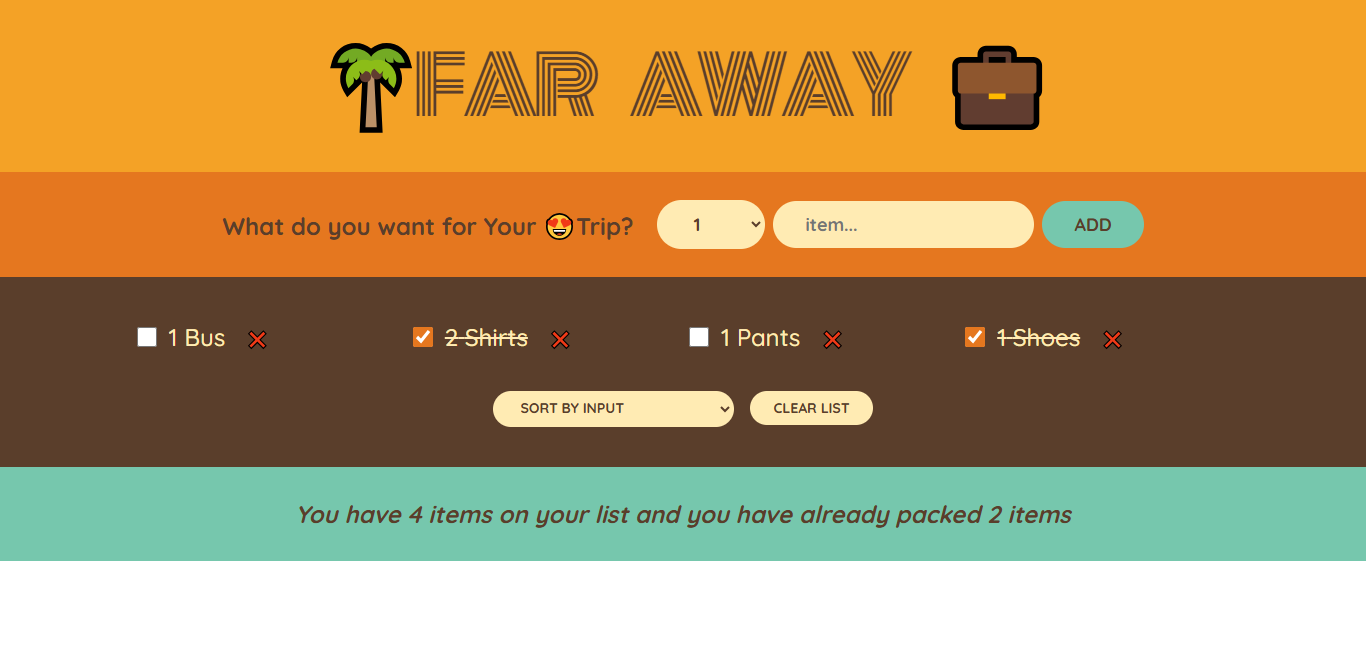 FAR AWAY
What do you want for Your 😍Trip? 1 item... ADD
1 Bus ❌ 2 Shirts ❌ 1 Pants ❌ 1 Shoes ❌
SORT BY INPUT CLEAR LIST
You have 4 items on your list and you have already packed 2 items